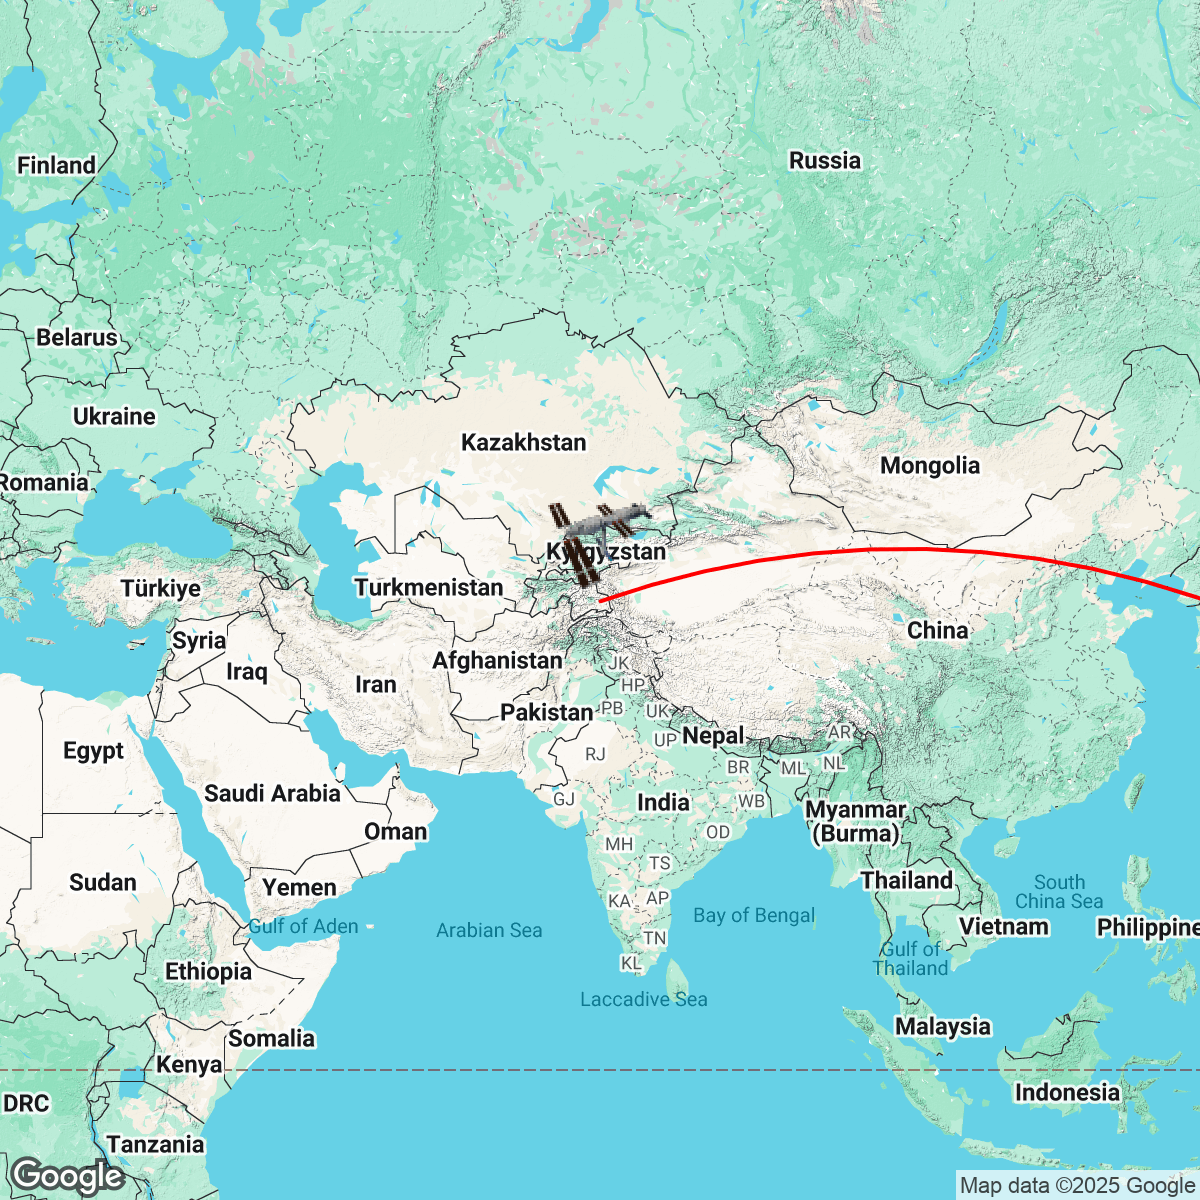 Russia
Finland
Belarus
Ukraine
Kazakhstan
Mongolia
Romania
Kyrgyzstan
Türkiye
Turkmenistan
Syria
China
Iraq
Afghanistan
JK
Iran
HP
Pakistan
PB
UK
Egypt
UP
Nepal
AR
RJ
BR
ML
NL
Saudi Arabia
GJ
India
WB
Myanmar
(Burma)
Oman
OD
MH
TS
Sudan
Yemen
Thailand
South
China Sea
KA
AP
Gulf of Aden
Arabian Sea
Bay of Bengal
Vietnam
Philippine
TN
Gulf of
Thailand
Ethiopia
KL
Laccadive Sea
Somalia
Malaysia
Kenya
DRC
Indonesia
Tanzania
Google
Map data ©2025 Google